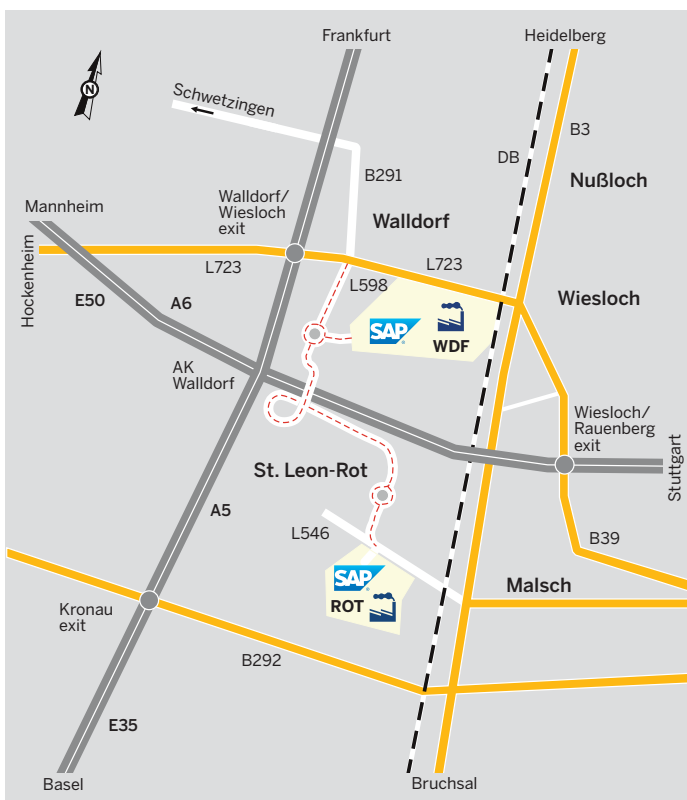 Frankfurt
Heidelberg
N
Schwetzingen
B3
DB
B291
Nußloch
Walldorf/
Wiesloch
exit
Walldorf
Mannheim
Hockenheim
L723
L723
L598
Wiesloch
E50
A6
SAP
WDF
AK
Walldorf
Wiesloch/
Rauenberg
exit
Stuttgart
St. Leon-Rot
A5
L546
B39
SAP
ROT
Malsch
Kronau
exit
B292
E35
Basel
Bruchsal